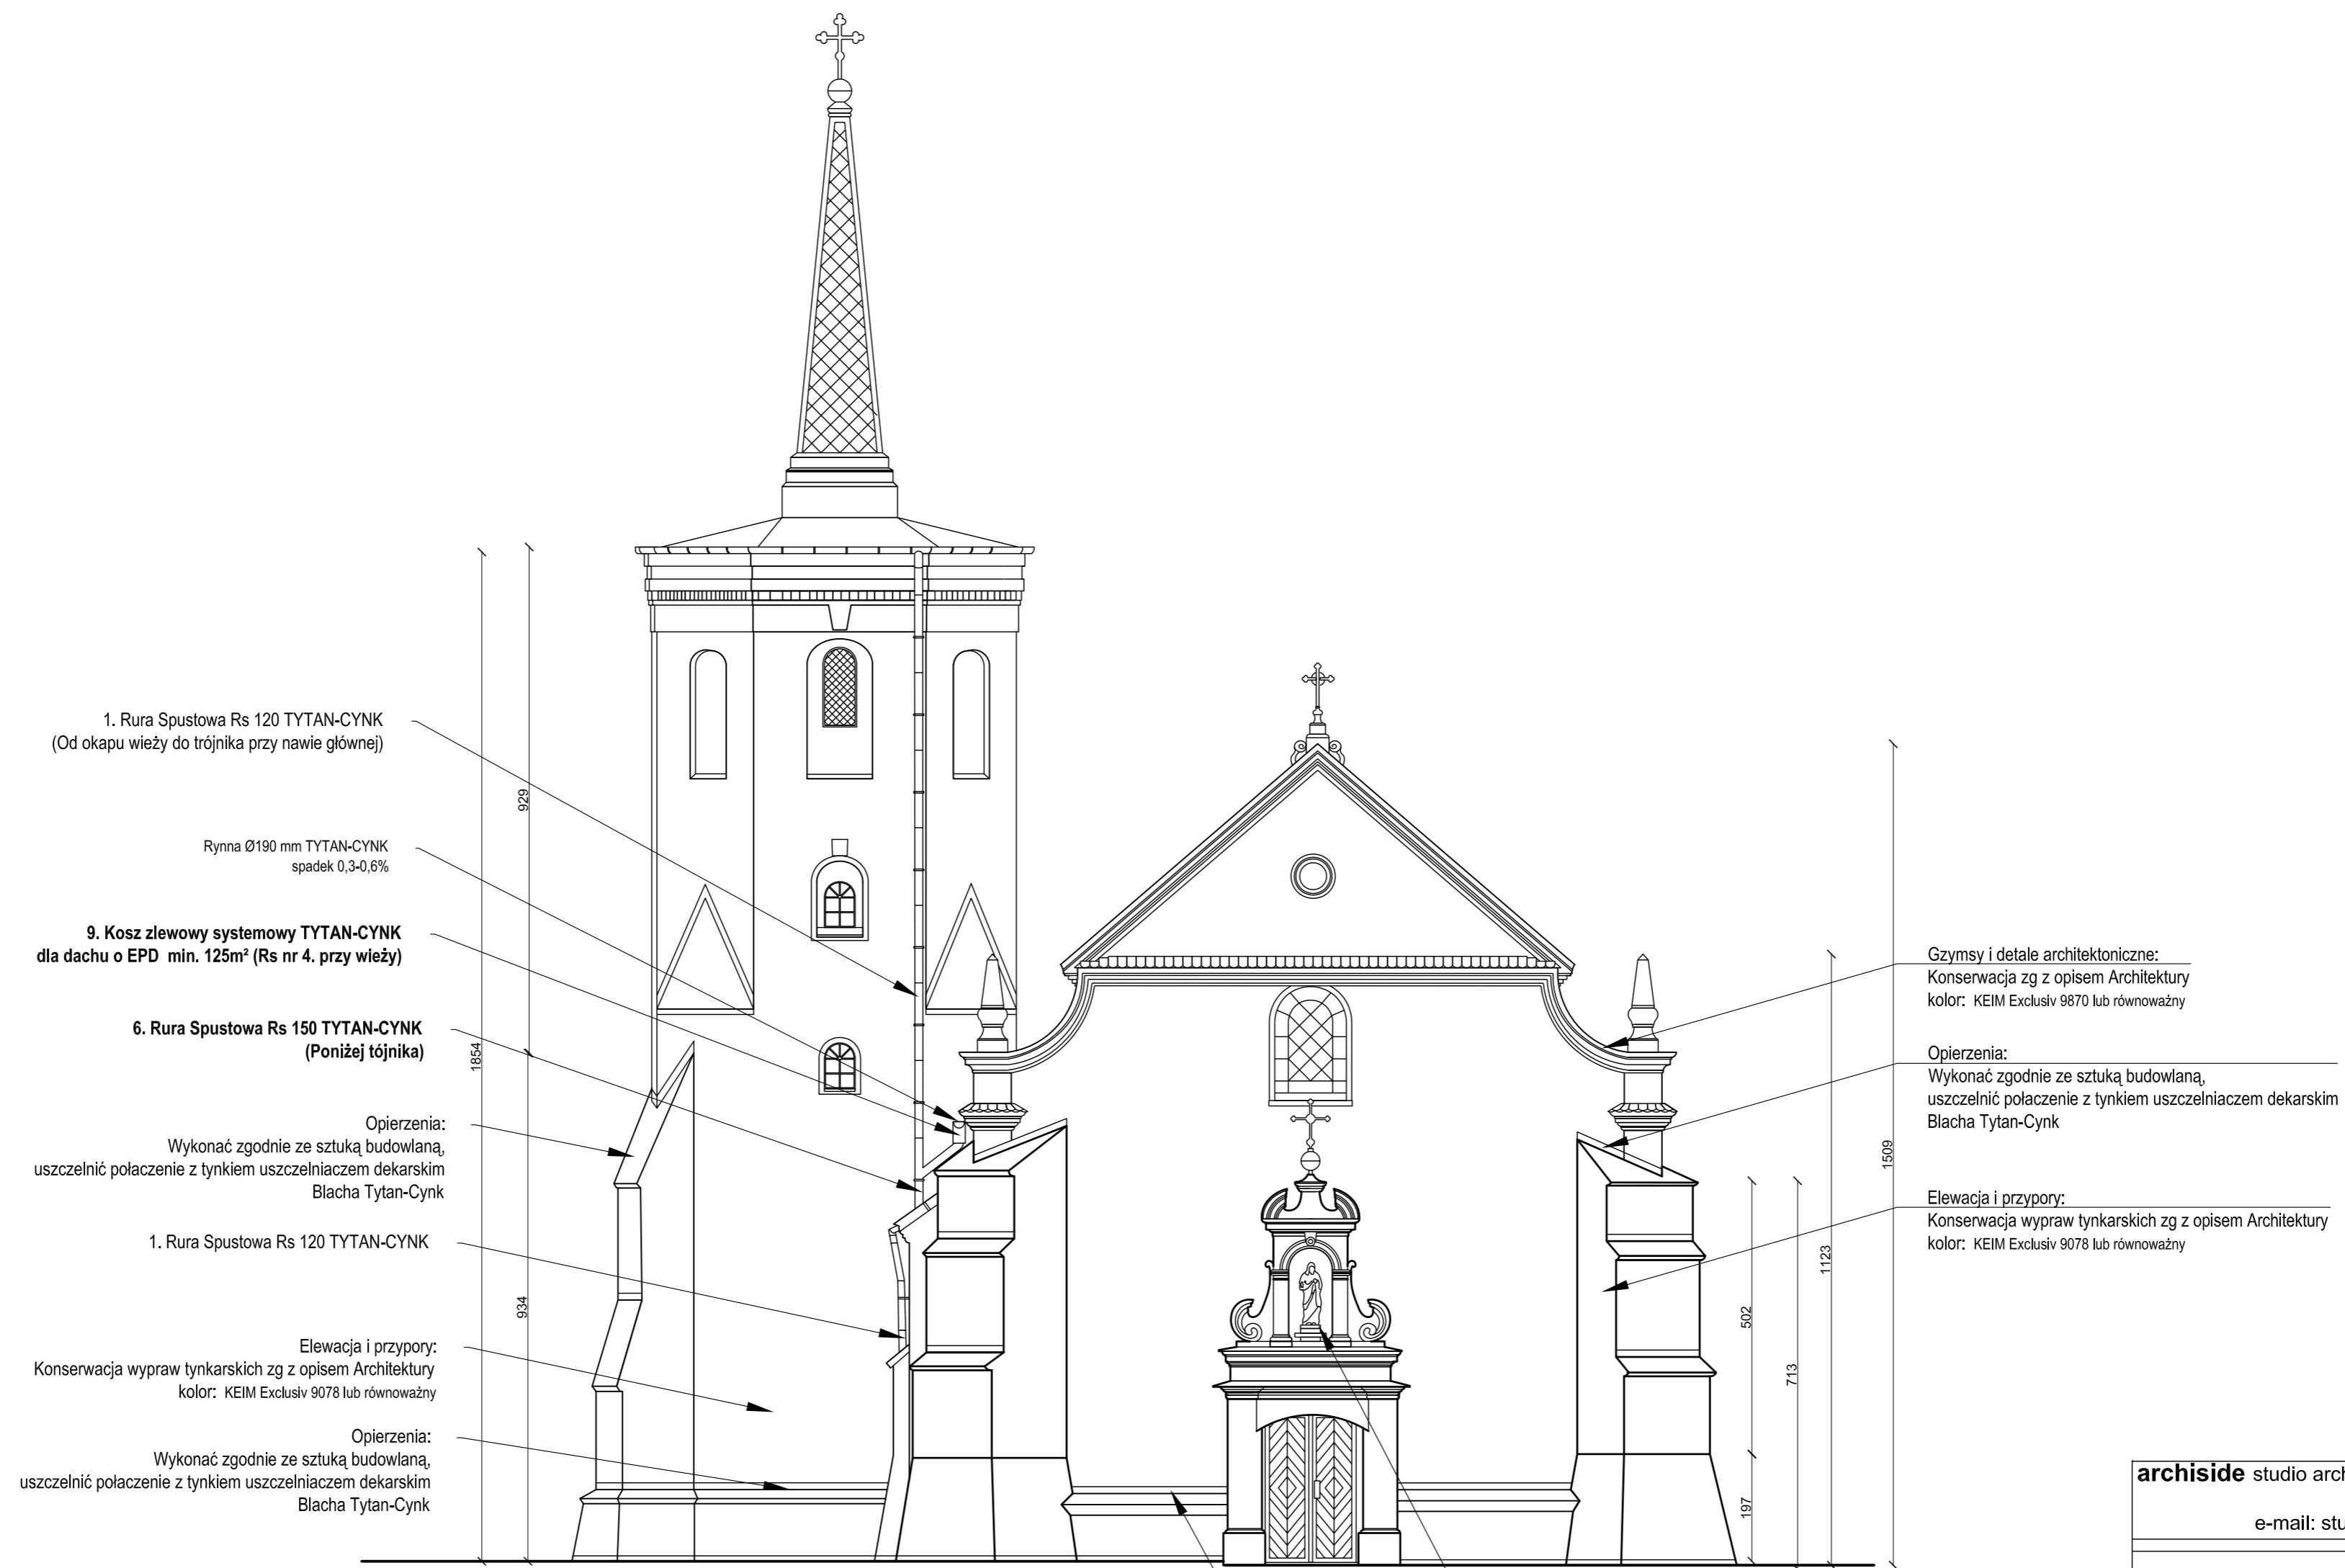 1. Rura Spustowa Rs 120 TYTAN-CYNK
(Od okapu wieży do trójnika przy nawie głównej)
Rynna Ø190 mm TYTAN-CYNK
spadek 0,3-0,6%
9. Kosz zlewowy systemowy TYTAN-CYNK
dla dachu o EPD min. 125m² (Rs nr 4. przy wieży)
6. Rura Spustowa Rs 150 TYTAN-CYNK
(Poniżej tójnika)
Opierzenia:
Wykonać zgodnie ze sztuką budowlaną,
uszczelnić połaczenie z tynkiem uszczelniaczem dekarskim
Blacha Tytan-Cynk
1. Rura Spustowa Rs 120 TYTAN-CYNK
Elewacja i przypory:
Konserwacja wypraw tynkarskich zg z opisem Architektury
kolor: KEIM Exclusiv 9078 lub równoważny
Opierzenia:
Wykonać zgodnie ze sztuką budowlaną,
uszczelnić połaczenie z tynkiem uszczelniaczem dekarskim
Blacha Tytan-Cynk
1854
929
934
Gzymsy i detale architektoniczne:
Konserwacja zg z opisem Architektury
kolor: KEIM Exclusiv 9870 lub równoważny
Opierzenia:
Wykonać zgodnie ze sztuką budowlaną,
uszczelnić połaczenie z tynkiem uszczelniaczem dekarskim
Blacha Tytan-Cynk
Elewacja i przypory:
Konserwacja wypraw tynkarskich zg z opisem Architektury
kolor: KEIM Exclusiv 9078 lub równoważny
502
197
713
1123
1509
archiside studio arch
e-mail: stu